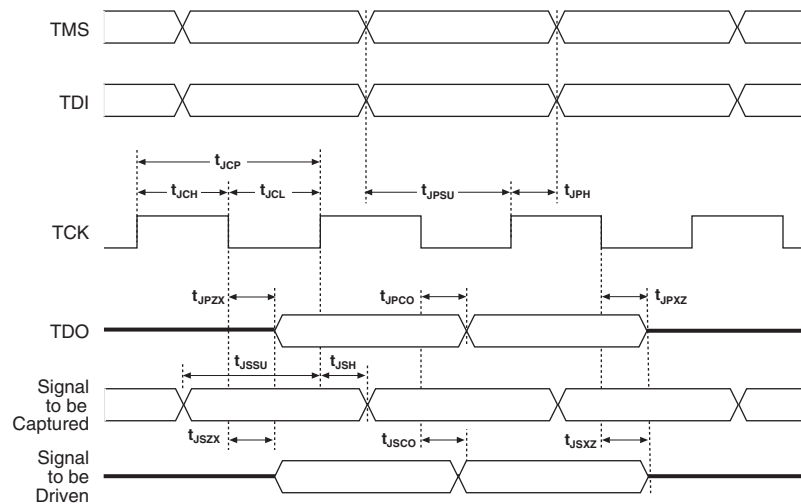 TMS
TDI
tJCP
tJCH tJCL tJPSU tJPH
TCK
tJPZX tJPCO tJPXZ
TDO
tJSSU tJSH
Signal
to be
Captured
tJSZX tJSCO tJSXZ
Signal
to be
Driven